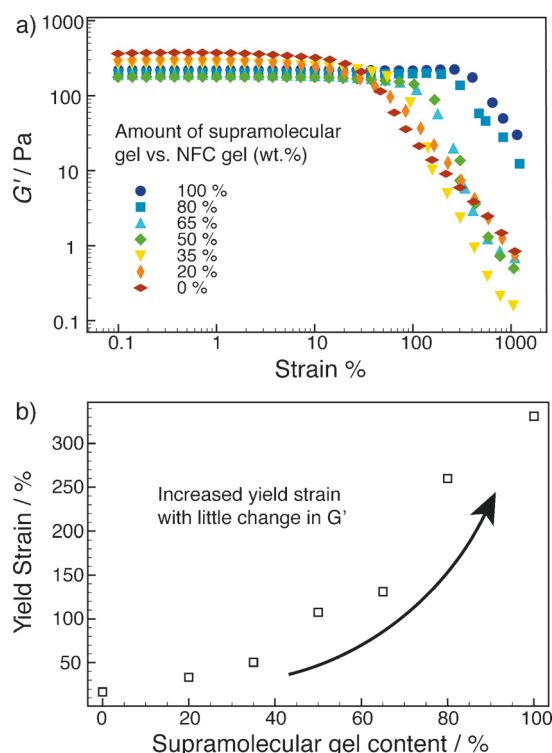 a)
1000
100
10
1
0.1
G' / Pa
Amount of supramolecular
gel vs. NFC gel (wt.%)
100 %
80 %
65 %
50 %
35 %
20 %
0 %
0.1
1
10
100
1000
Strain %
b)
300
250
200
150
100
50
Yield Strain / %
Increased yield strain
with little change in G'
0
20
40
60
80
100
Supramolecular gel content / %